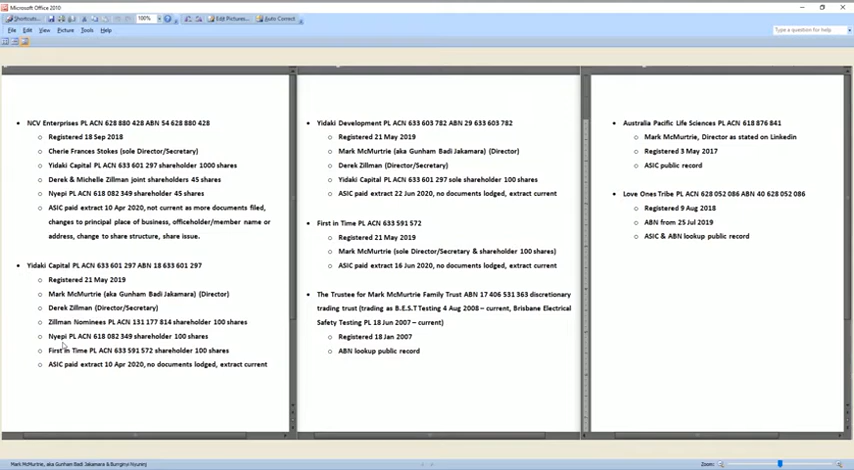 Microsoft Office 2010
Shortcuts...
100%
Edit Pictures...
Auto Correct
File Edit View Picture Tools Help
Type a question for help
• NCV Enterprises PL ACN 628 880 428 ABN 54 628 880 428
o Registered 18 Sep 2018
o Cherie Frances Stokes (sole Director/Secretary)
o Yidaki Capital PL ACN 633 601 297 shareholder 1000 shares
o Derek & Michelle Zillman joint shareholders 45 shares
o Nyepi PL ACN 618 082 349 shareholder 45 shares
o ASIC paid extract 10 Apr 2020, not current as more documents filed,
changes to principal place of business, officeholder/member name or
address, change to share structure, share issue.
• Yidaki Capital PL ACN 633 601 297 ABN 18 633 601 297
o Registered 21 May 2019
o Mark McMurtrie (aka Gunham Badi Jakamara) (Director)
o Derek Zillman (Director/Secretary)
o Zillman Nominees PL ACN 131 177 814 shareholder 100 shares
o Nyepi PL ACN 618 082 349 shareholder 100 shares
o First in Time PL ACN 633 591 572 shareholder 100 shares
o ASIC paid extract 10 Apr 2020, no documents lodged, extract current
• Yidaki Development PL ACN 633 603 782 ABN 29 633 603 782
o Registered 21 May 2019
o Mark McMurtrie (aka Gunham Badi Jakamara) (Director)
o Derek Zillman (Director/Secretary)
o Yidaki Capital PL ACN 633 601 297 sole shareholder 100 shares
o ASIC paid extract 22 Jun 2020, no documents lodged, extract current
• First in Time PL ACN 633 591 572
o Registered 21 May 2019
o Mark McMurtrie (sole Director/Secretary & shareholder 100 shares)
o ASIC paid extract 16 Jun 2020, no documents lodged, extract current
• The Trustee for Mark McMurtrie Family Trust ABN 17 406 531 363 discretionary
trading trust (trading as B.E.S.T Testing 4 Aug 2008 – current, Brisbane Electrical
Safety Testing PL 18 Jun 2007 – current)
o Registered 18 Jan 2007
o ABN lookup public record
• Australia Pacific Life Sciences PL ACN 618 876 841
o Mark McMurtrie, Director as stated on Linkedin
o Registered 3 May 2017
o ASIC public record
• Love Ones Tribe PL ACN 628 052 086 ABN 40 628 052 086
o Registered 9 Aug 2018
o ABN from 25 Jul 2019
o ASIC & ABN lookup public record
Mark McMurtrie, aka Gunham Badi Jakamara & Bunginyi Nyuninj
Zoom: